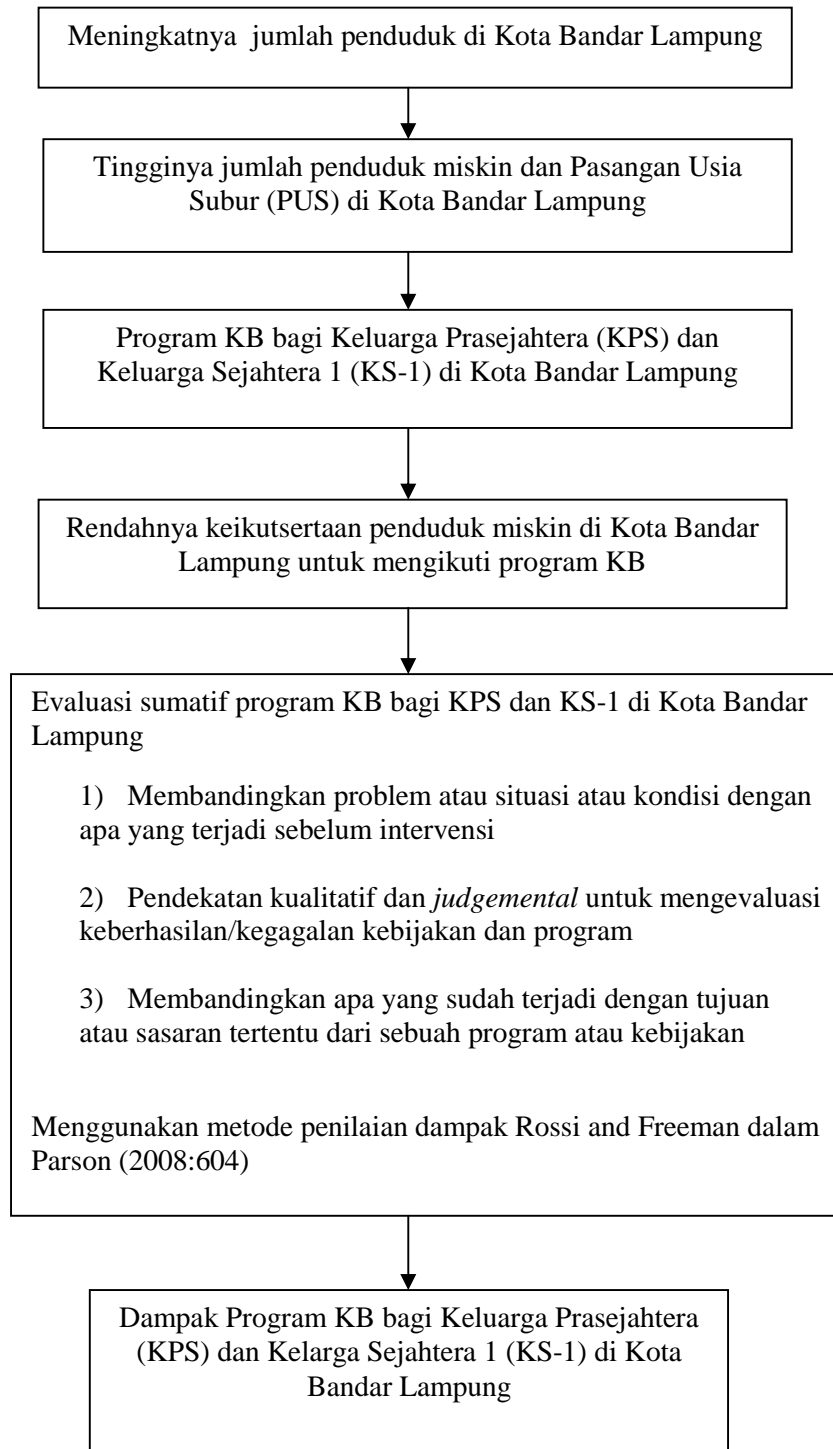 Meningkatnya jumlah penduduk di Kota Bandar Lampung
Tingginya jumlah penduduk miskin dan Pasangan Usia
Subur (PUS) di Kota Bandar Lampung
Program KB bagi Keluarga Prasejahtera (KPS) dan
Keluarga Sejahtera 1 (KS-1) di Kota Bandar Lampung
Rendahnya keikutsertaan penduduk miskin di Kota Bandar
Lampung untuk mengikuti program KB
Evaluasi sumatif program KB bagi KPS dan KS-1 di Kota Bandar
Lampung
1) Membandingkan problem atau situasi atau kondisi dengan
apa yang terjadi sebelum intervensi
2) Pendekatan kualitatif dan judgemental untuk mengevaluasi
keberhasilan/kegagalan kebijakan dan program
3) Membandingkan apa yang sudah terjadi dengan tujuan
atau sasaran tertentu dari sebuah program atau kebijakan
Menggunakan metode penilaian dampak Rossi and Freeman dalam
Parson (2008:604)
Dampak Program KB bagi Keluarga Prasejahtera
(KPS) dan Kelarga Sejahtera 1 (KS-1) di Kota
Bandar Lampung